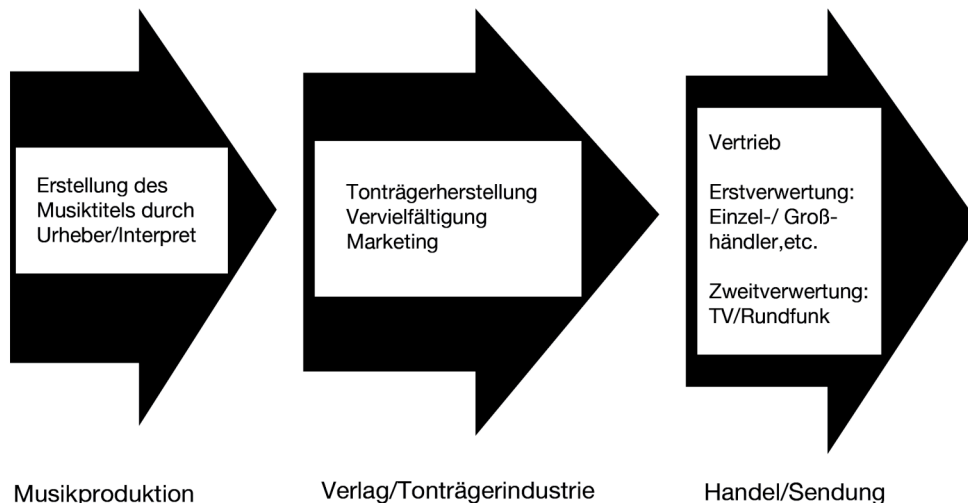 Erstellung des
Musiktitels durch
Urheber/Interpret
Tonträgerherstellung
Vervielfältigung
Marketing
Vertrieb
Erstverwertung:
Einzel-/ Groß-
händler,etc.
Zweitverwertung:
TV/Rundfunk
Musikproduktion
Verlag/Tonträgerindustrie
Handel/Sendung